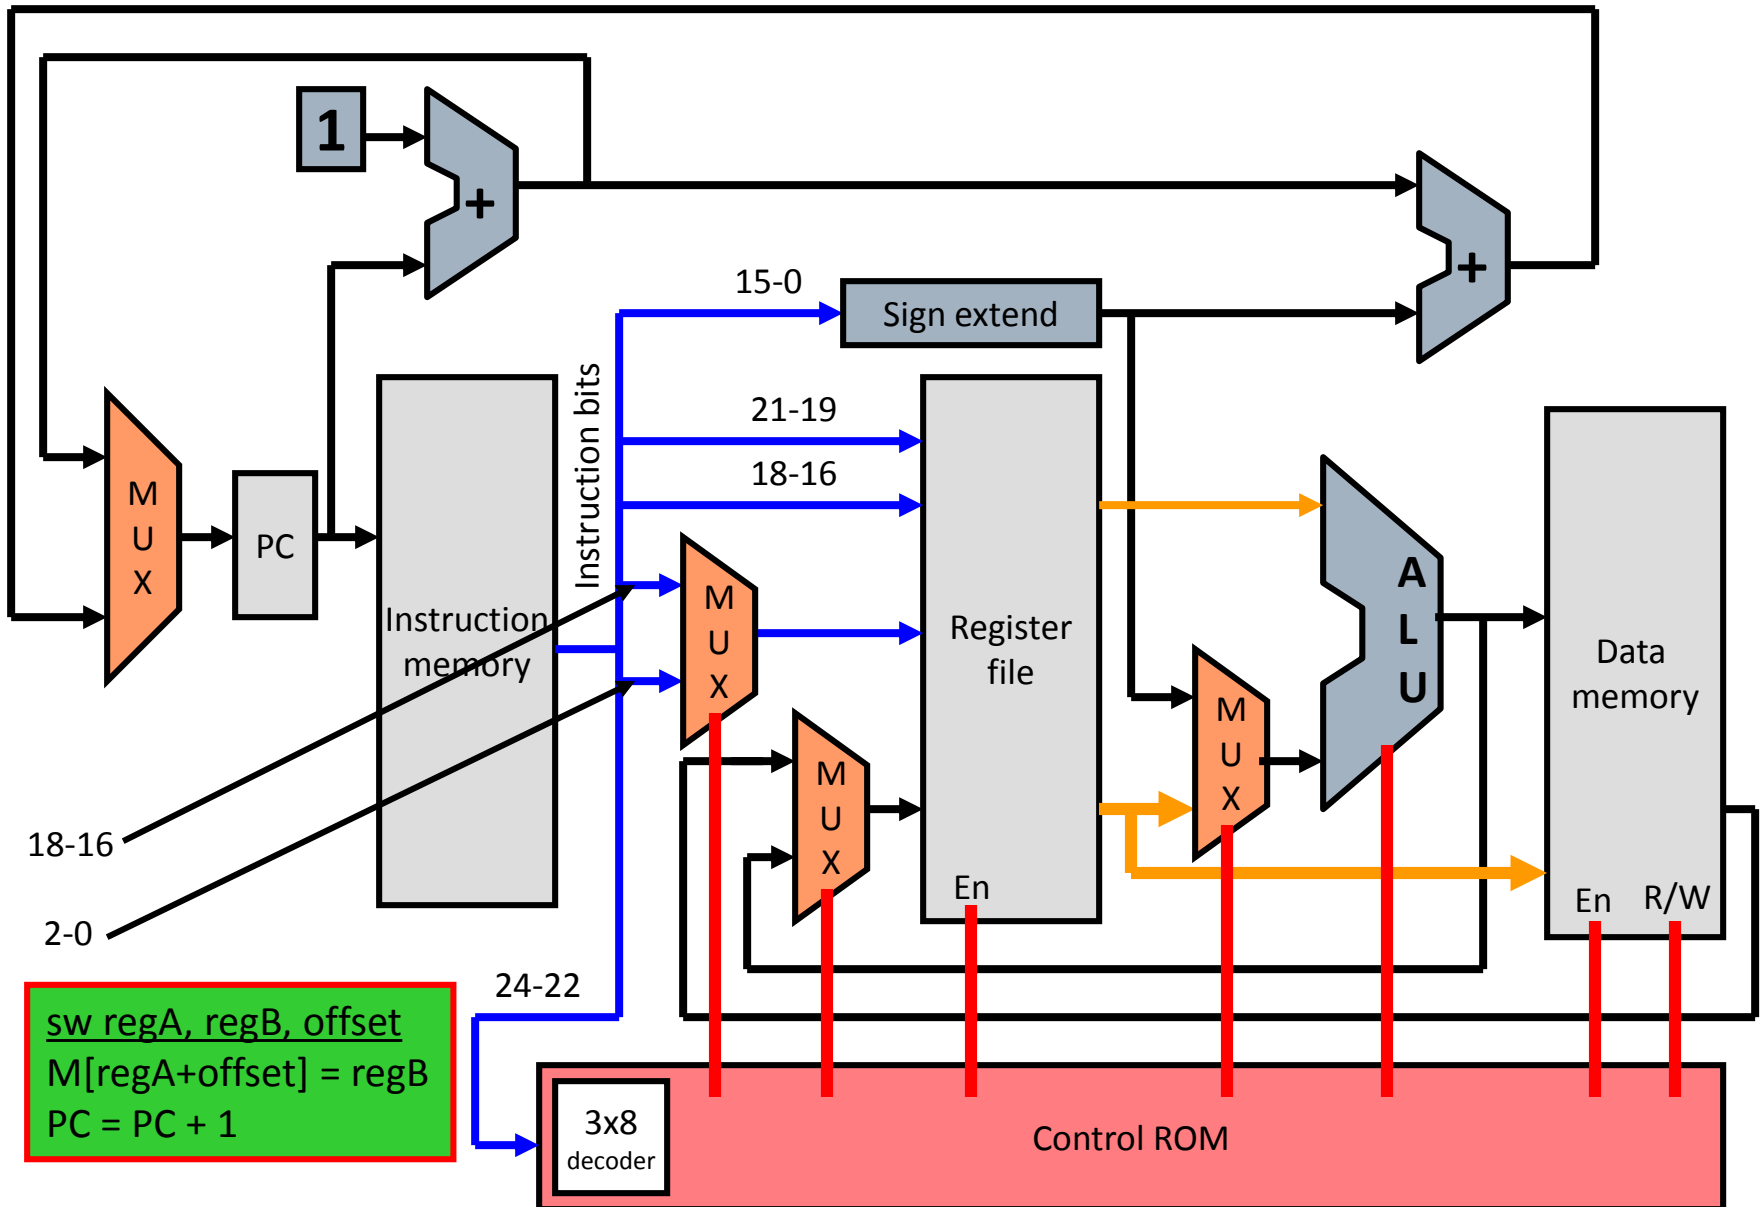 1
+
+
15-0
Sign extend
Instruction bits
21-19
18-16
M
U
X
PC
Instruction
memory
M
U
X
Register
file
A
L
U
Data
memory
M
U
X
M
U
X
18-16
2-0
En
En
R/W
24-22
sw regA, regB, offset
M[regA+offset] = regB
PC = PC + 1
3x8
decoder
Control ROM